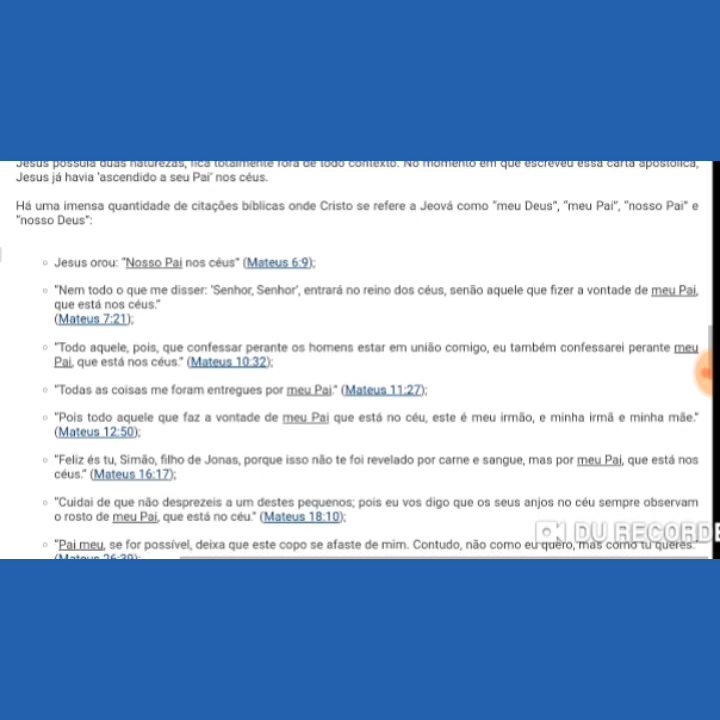 Jesus possuía duas naturezas, fica totalmente fora de todo contexto. No momento em que escreveu essa carta apostólica,
Jesus já havia 'ascendido a seu Pai' nos céus.
Há uma imensa quantidade de citações bíblicas onde Cristo se refere a Jeová como "meu Deus", "meu Pai", "nosso Pai" e
"nosso Deus":
Jesus orou: "Nosso Pai nos céus" (Mateus 6:9);
"Nem todo o que me disser: 'Senhor, Senhor', entrará no reino dos céus, senão aquele que fizer a vontade de meu Pai,
que está nos céus."
(Mateus 7:21);
"Todo aquele, pois, que confessar perante os homens estar em união comigo, eu também confessarei perante meu
Pai, que está nos céus." (Mateus 10:32);
"Todas as coisas me foram entregues por meu Pai." (Mateus 11:27);
"Pois todo aquele que faz a vontade de meu Pai que está no céu, este é meu irmão, e minha irmã e minha mãe."
(Mateus 12:50);
"Feliz és tu, Simão, filho de Jonas, porque isso não te foi revelado por carne e sangue, mas por meu Pai, que está nos
céus." (Mateus 16:17);
"Cuidai de que não desprezeis a um destes pequenos; pois eu vos digo que os seus anjos no céu sempre observam
o rosto de meu Pai, que está no céu." (Mateus 18:10);
DU RECORDE
"Pai meu, se for possível, deixa que este copo se afaste de mim. Contudo, não como eu quero, mas como tu queres."
(Mateus 26:39);